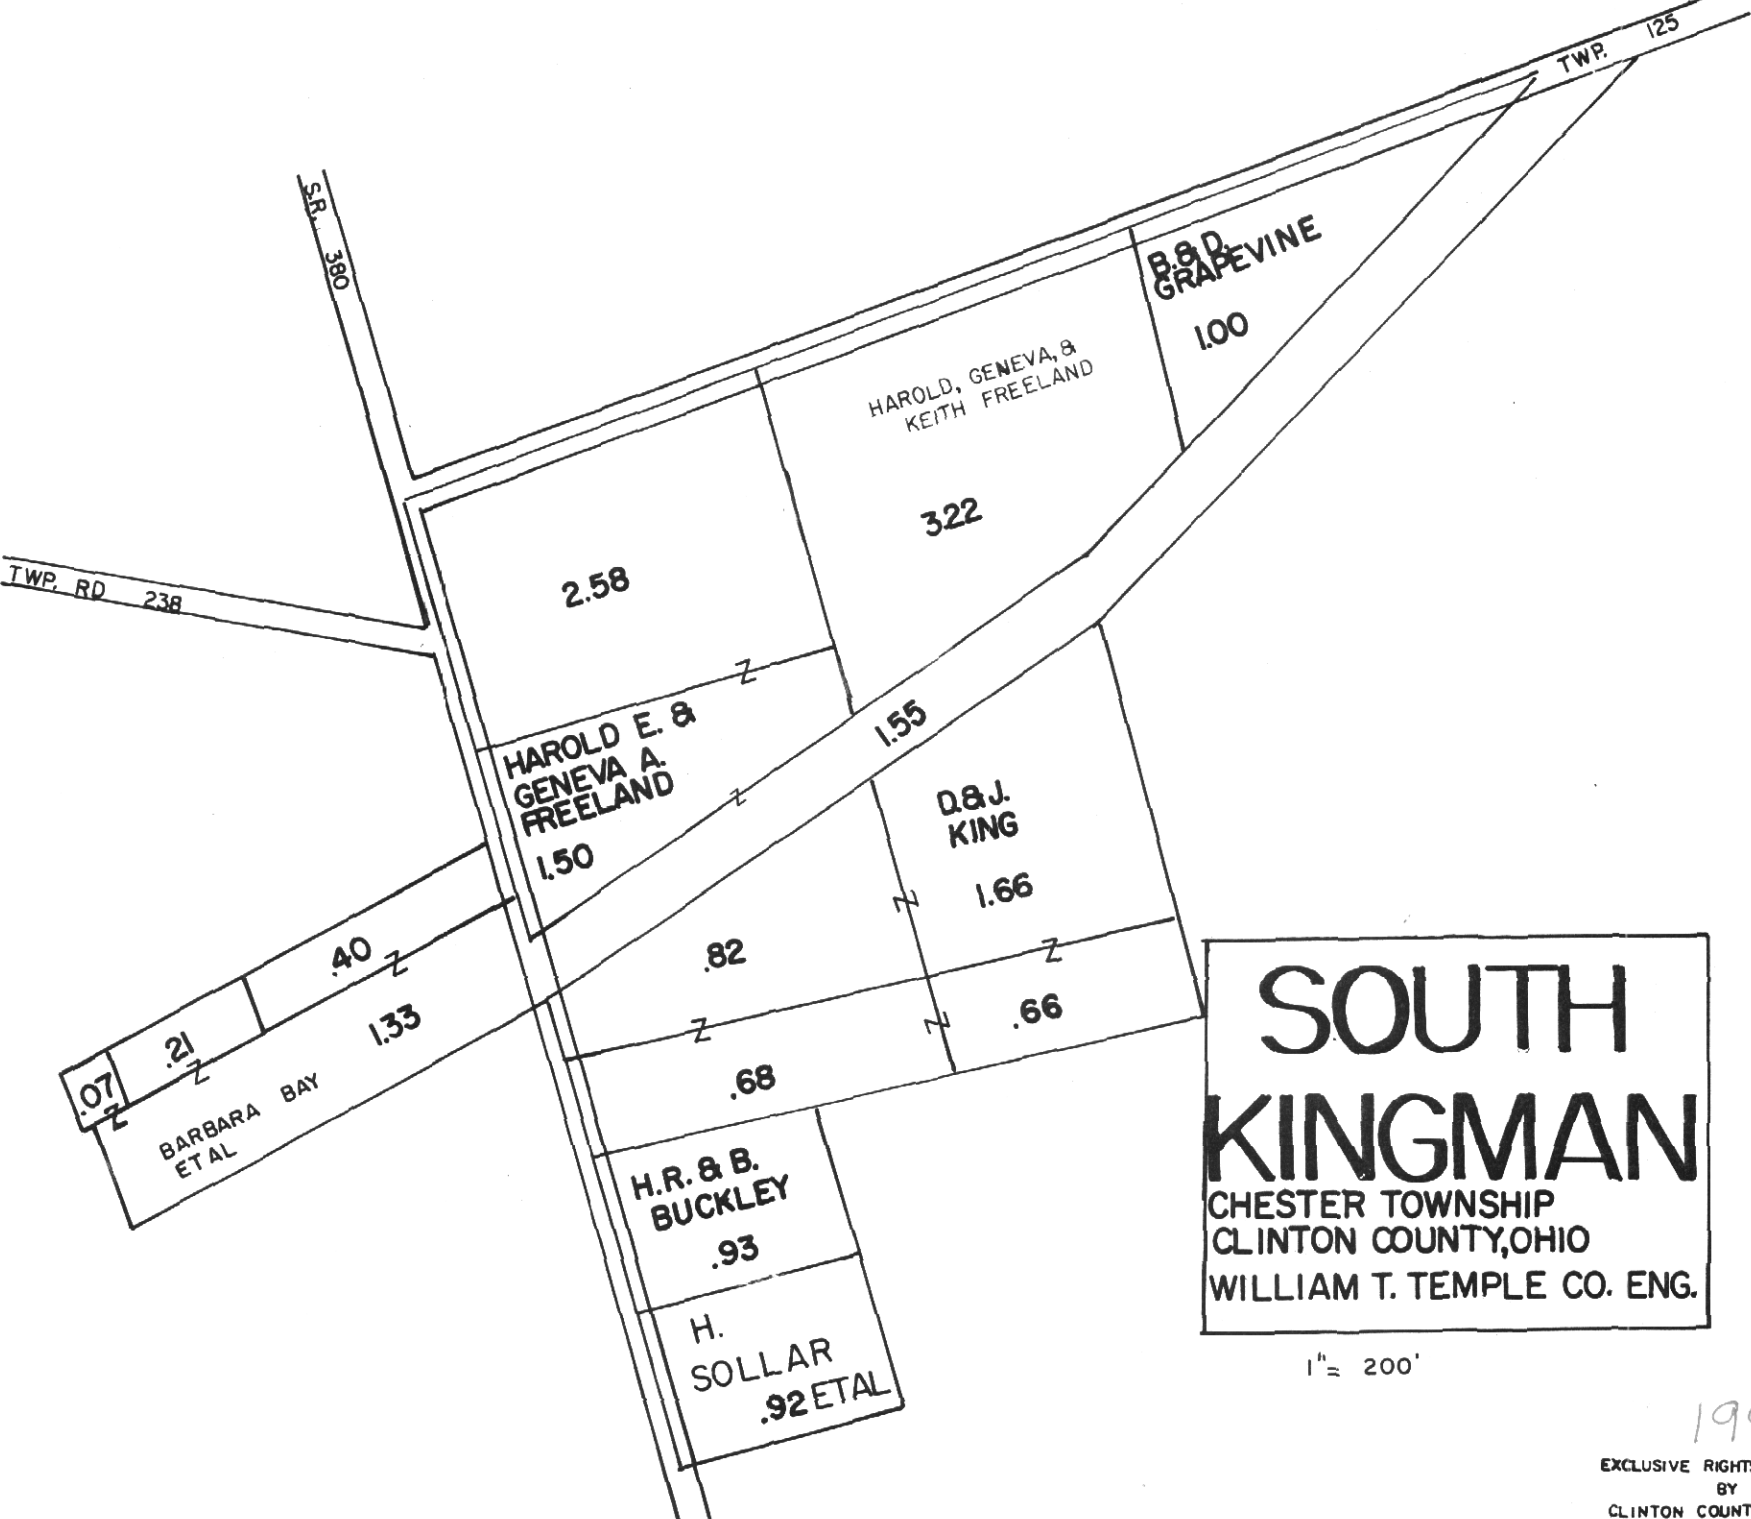 TWP. 125
S.R. 380
B.&D.
GRAPEVINE
1.00
HAROLD, GENEVA, &
KEITH FREELAND
3.22
2.58
TWP. RD 238
HAROLD E. &
GENEVA A.
FREELAND
1.50
1.55
D.&J.
KING
1.66
.82
.40
.21
.07
1.33
BARBARA BAY
ETAL
.66
.68
H.R. & B.
BUCKLEY
.93
H.
SOLLAR
.92 ETAL
SOUTH
KINGMAN
CHESTER TOWNSHIP
CLINTON COUNTY, OHIO
WILLIAM T. TEMPLE CO. ENG.
1"= 200'
EXCLUSIVE RIGHTS
BY
CLINTON COUNT